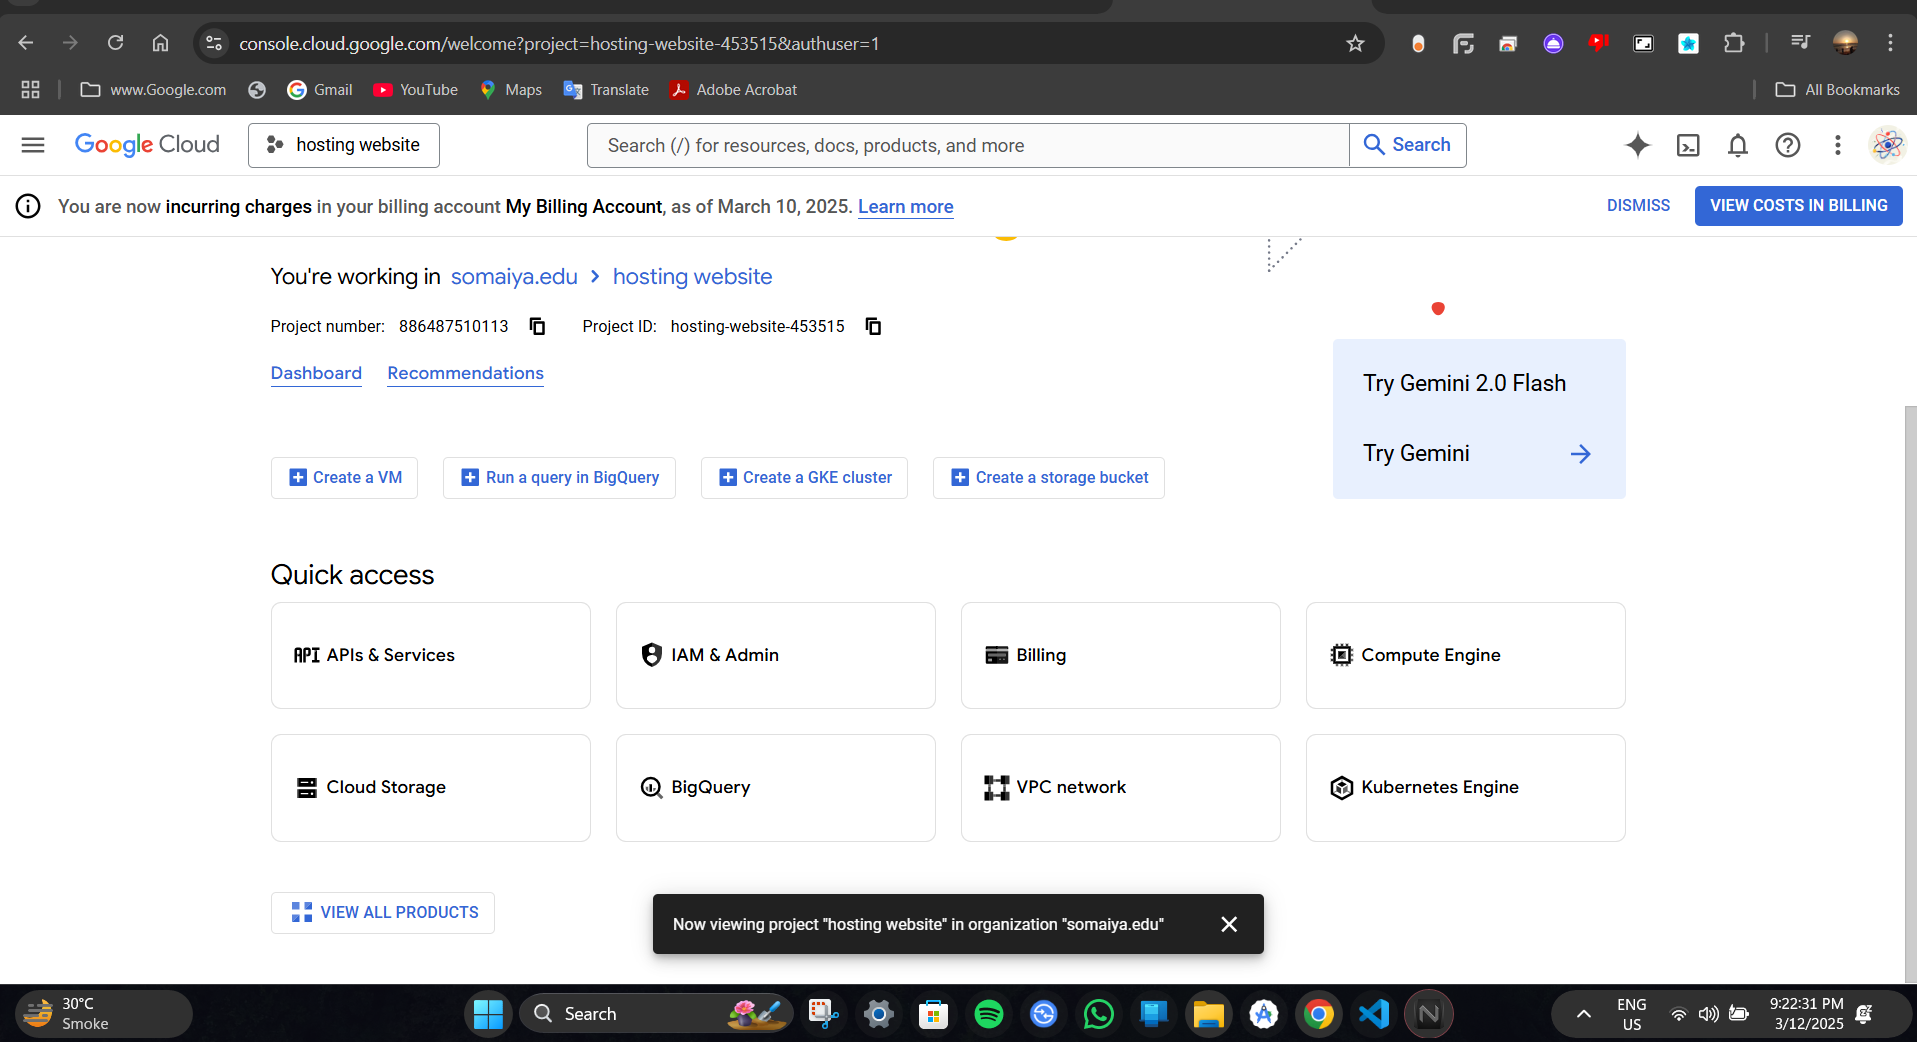 console.cloud.google.com/welcome?project=hosting-website-453515&authuser=1
www.Google.com
Gmail
YouTube
Maps
Translate
Adobe Acrobat
All Bookmarks
Google Cloud
hosting website
Search (/) for resources, docs, products, and more
Search
You are now incurring charges in your billing account My Billing Account, as of March 10, 2025. Learn more
DISMISS
VIEW COSTS IN BILLING
You're working in somaiya.edu > hosting website
Project number: 886487510113
Project ID: hosting-website-453515
Dashboard
Recommendations
Try Gemini 2.0 Flash
Try Gemini
Create a VM
Run a query in BigQuery
Create a GKE cluster
Create a storage bucket
Quick access
API APIs & Services
IAM & Admin
Billing
Compute Engine
Cloud Storage
BigQuery
VPC network
Kubernetes Engine
VIEW ALL PRODUCTS
Now viewing project "hosting website" in organization "somaiya.edu"
30°C
Smoke
Search
ENG
US
9:22:31 PM
3/12/2025